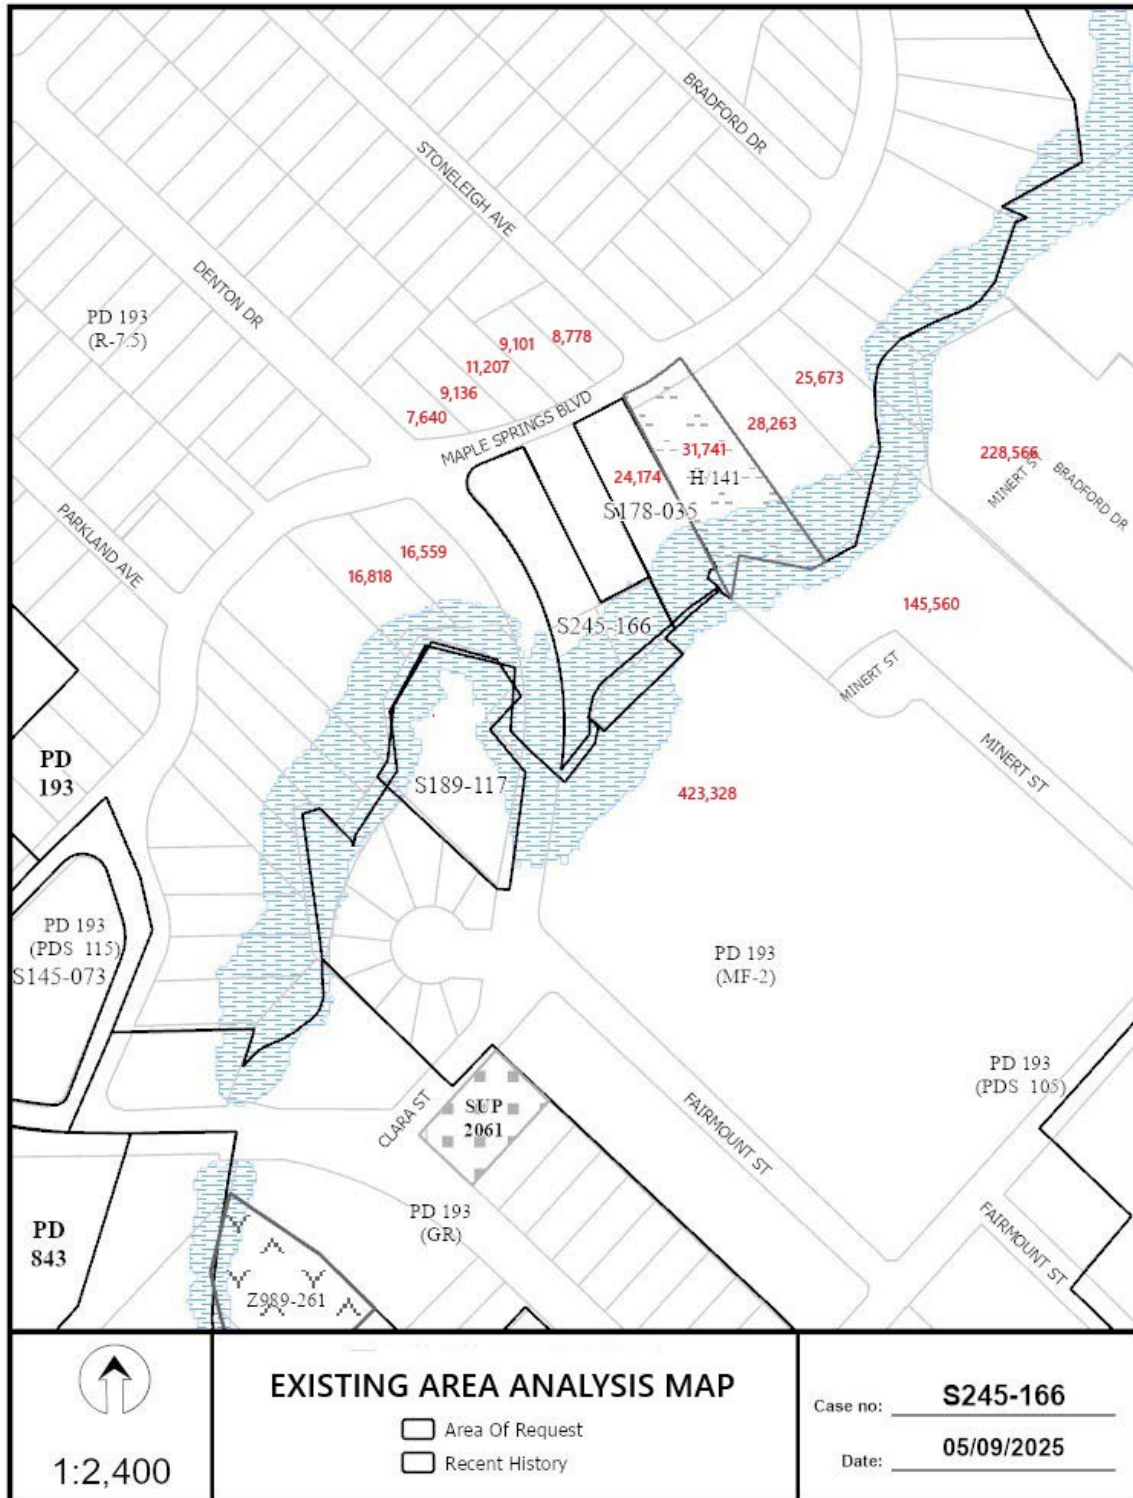 BRADFORD DR
STONELEIGH AVE
DENTON DR
PD 193
(R-7.5)
9,101
8,778
11,207
9,136
7,640
MAPLE SPRINGS BLVD
25,673
28,263
31,741
24,174
H/141
S178-035
228,566
MINERT ST
BRADFORD DR
PARKLAND AVE
16,559
16,818
145,560
S245-166
MINERT ST
MINERT ST
PD
193
S189-117
423,328
PD 193
(PDS 115)
S145-073
PD 193
(MF-2)
PD 193
(PDS 105)
CLARA ST
SUP
2061
FAIRMOUNT ST
PD 193
(GR)
FAIRMOUNT ST
PD
843
Z989-261
1:2,400
EXISTING AREA ANALYSIS MAP
Area Of Request
Recent History
Case no: S245-166
Date: 05/09/2025